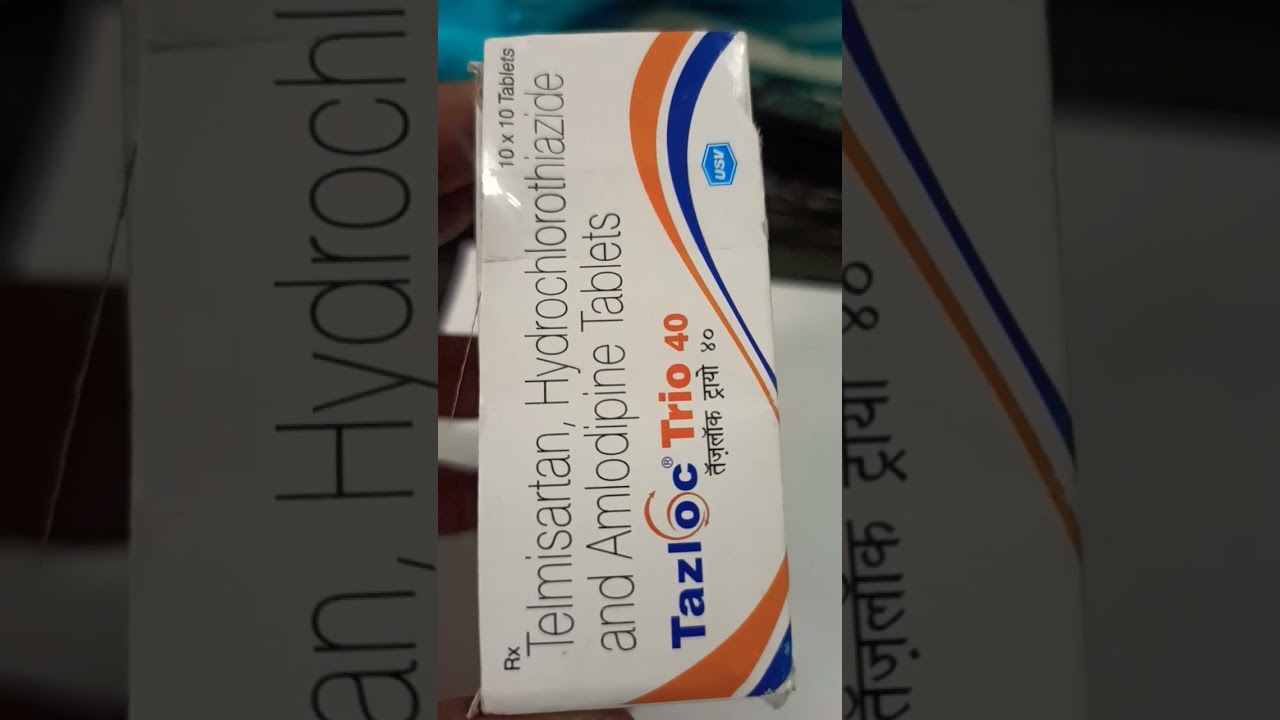 Rx
10 x 10 Tablets
Telmisartan, Hydrochlorothiazide
and Amlodipine Tablets
Tazloc® Trio 40
तॅज़लॉक ट्रायो ४०
USV